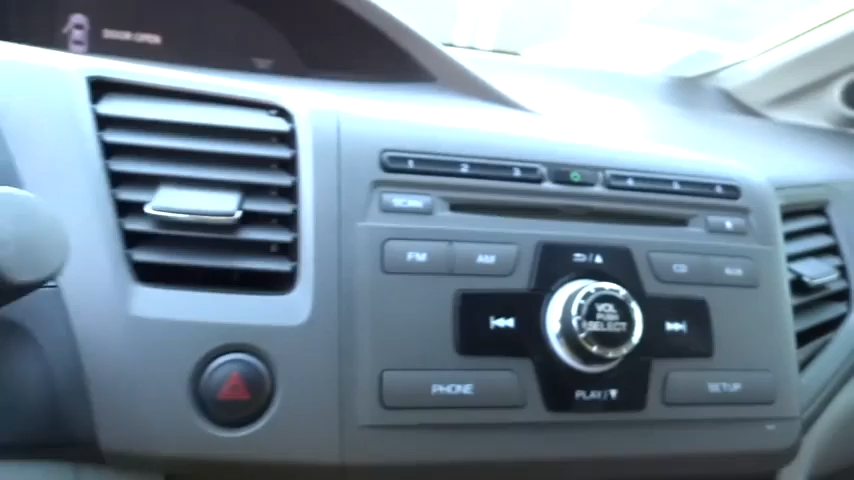 DOOR OPEN
1 2 3 4 5 6
SCAN
FM AM CD AUX
VOL
PUSH
SELECT
PHONE PLAY/ SETUP